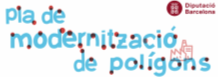 Diputació
Barcelona
pla de
modernització
de polígons